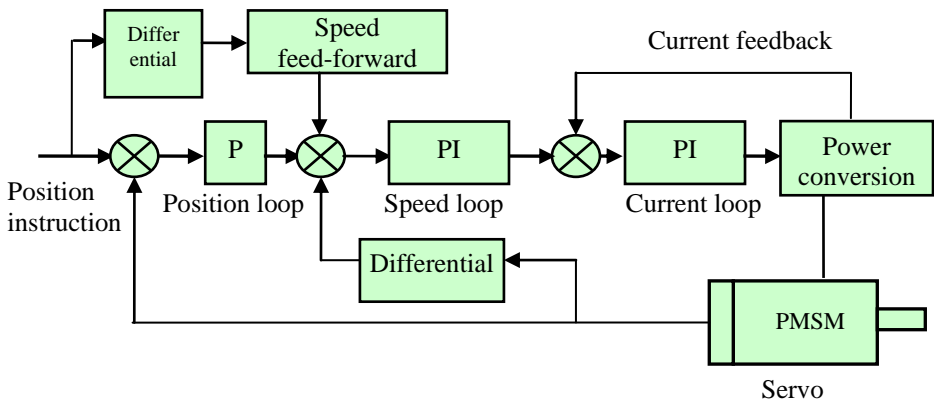 Differ
ential
Speed
feed-forward
Current feedback
P
PI
PI
Power
conversion
Position
instruction
Position loop
Speed loop
Current loop
Differential
PMSM
Servo